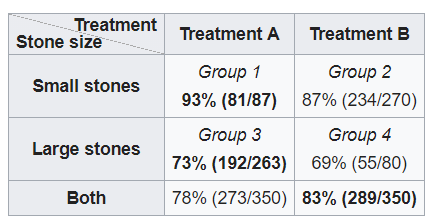 Treatment
Stone size
Treatment A
Treatment B
Small stones
Group 1
93% (81/87)
Group 2
87% (234/270)
Large stones
Group 3
73% (192/263)
Group 4
69% (55/80)
Both
78% (273/350)
83% (289/350)